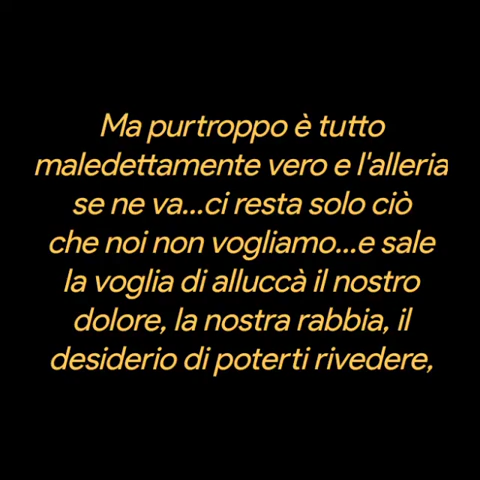 Ma purtroppo è tutto
maledettamente vero e l'alleria
se ne va...ci resta solo ciò
che noi non vogliamo...e sale
la voglia di alluccà il nostro
dolore, la nostra rabbia, il
desiderio di poterti rivedere,